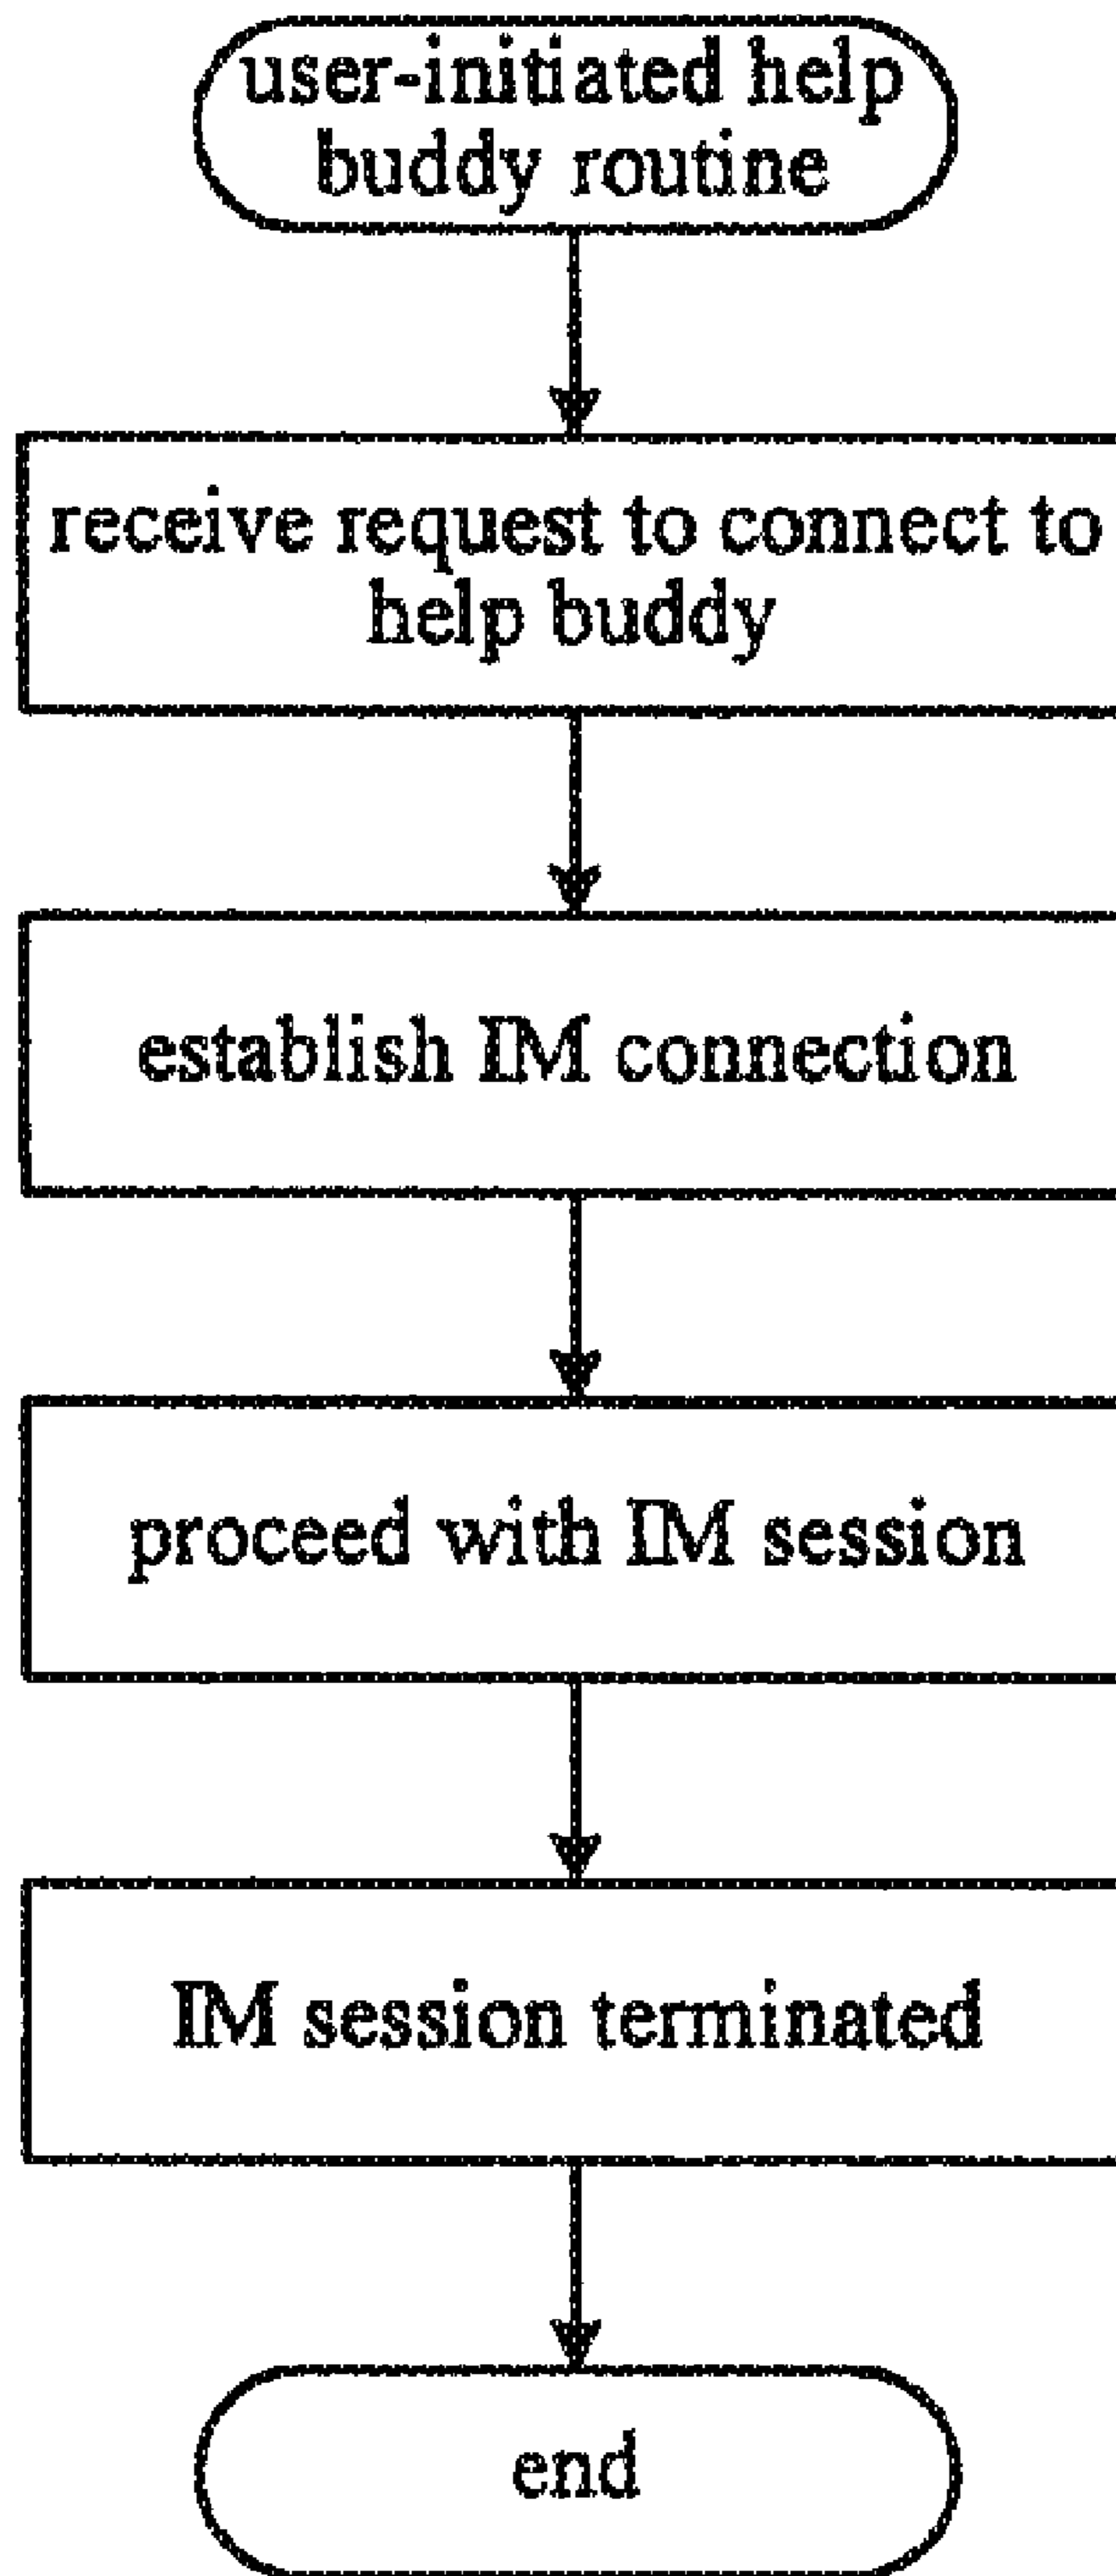 user-initiated help
buddy routine
receive request to connect to
help buddy
establish IM connection
proceed with IM session
IM session terminated
end